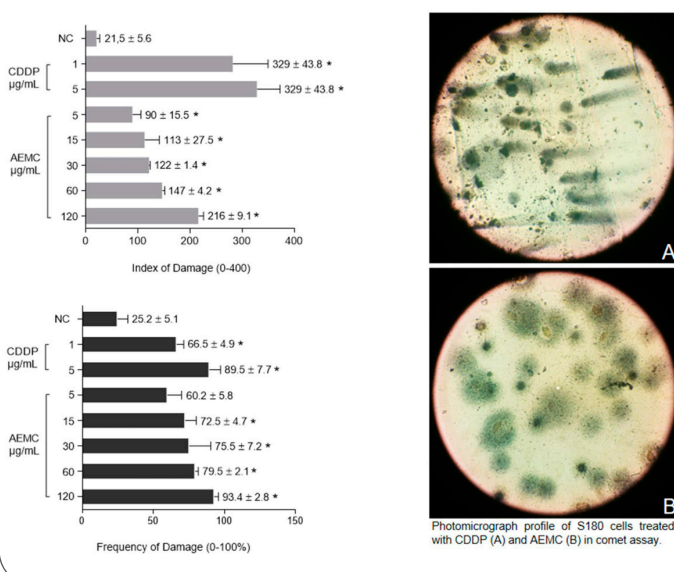 NC
21,5 ± 5.6
CDDP
µg/mL
1
329 ± 43.8 *
5
329 ± 43.8 *
AEMC
µg/mL
5
90 ± 15.5 *
15
113 ± 27.5 *
30
122 ± 1.4 *
60
147 ± 4.2 *
120
216 ± 9.1 *
0 100 200 300 400
Index of Damage (0-400)
NC
25.2 ± 5.1
CDDP
µg/mL
1
66.5 ± 4.9 *
5
89.5 ± 7.7 *
AEMC
µg/mL
5
60.2 ± 5.8
15
72.5 ± 4.7 *
30
75.5 ± 7.2 *
60
79.5 ± 2.1 *
120
93.4 ± 2.8 *
0 50 100 150
Frequency of Damage (0-100%)
A
B
Photomicrograph profile of S180 cells treated
with CDDP (A) and AEMC (B) in comet assay.